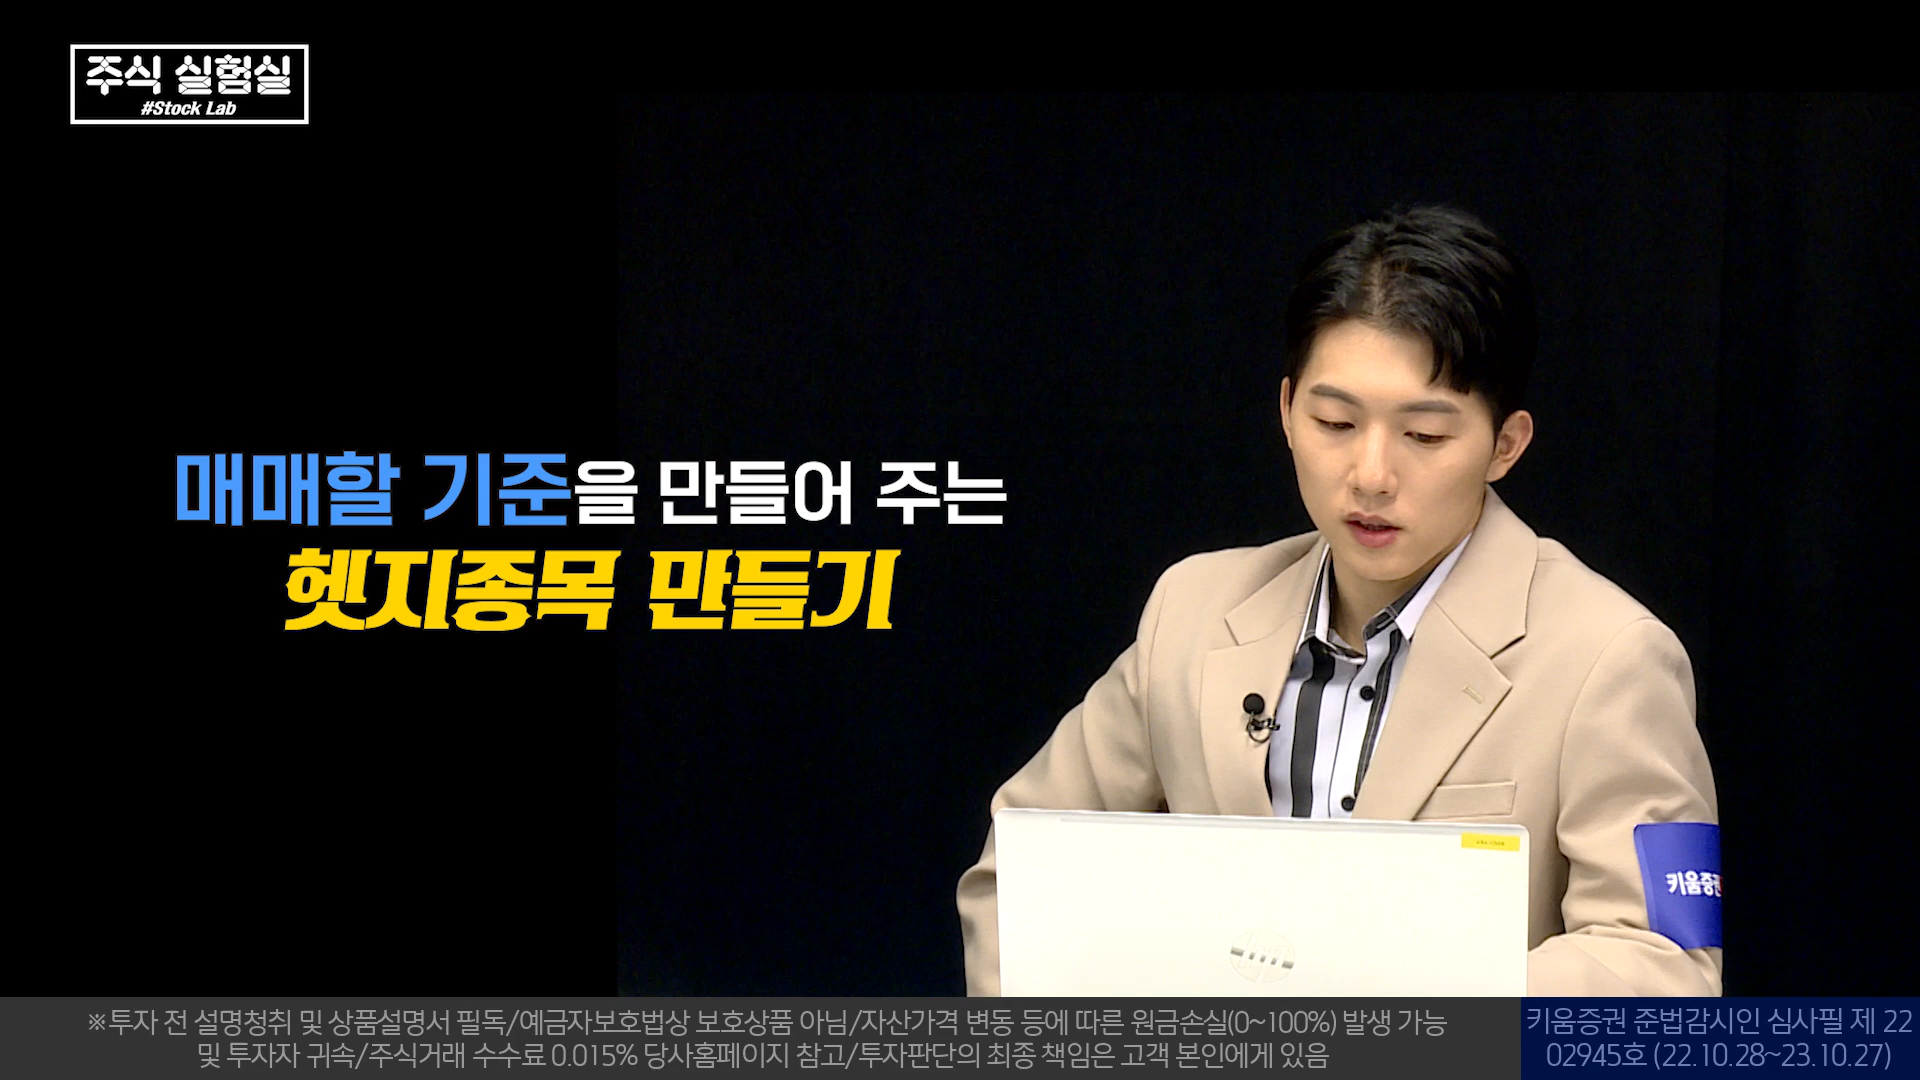 주식 실험실
#Stock Lab
매매할 기준을 만들어 주는
헷지종목 만들기
키움증권
hp
※투자 전 설명청취 및 상품설명서 필독/예금자보호법상 보호상품 아님/자산가격 변동 등에 따른 원금손실(0~100%) 발생 가능
및 투자자 귀속/주식거래 수수료 0.015% 당사홈페이지 참고/투자판단의 최종 책임은 고객 본인에게 있음
키움증권 준법감시인 심사필 제 22
02945호 (22.10.28~23.10.27)